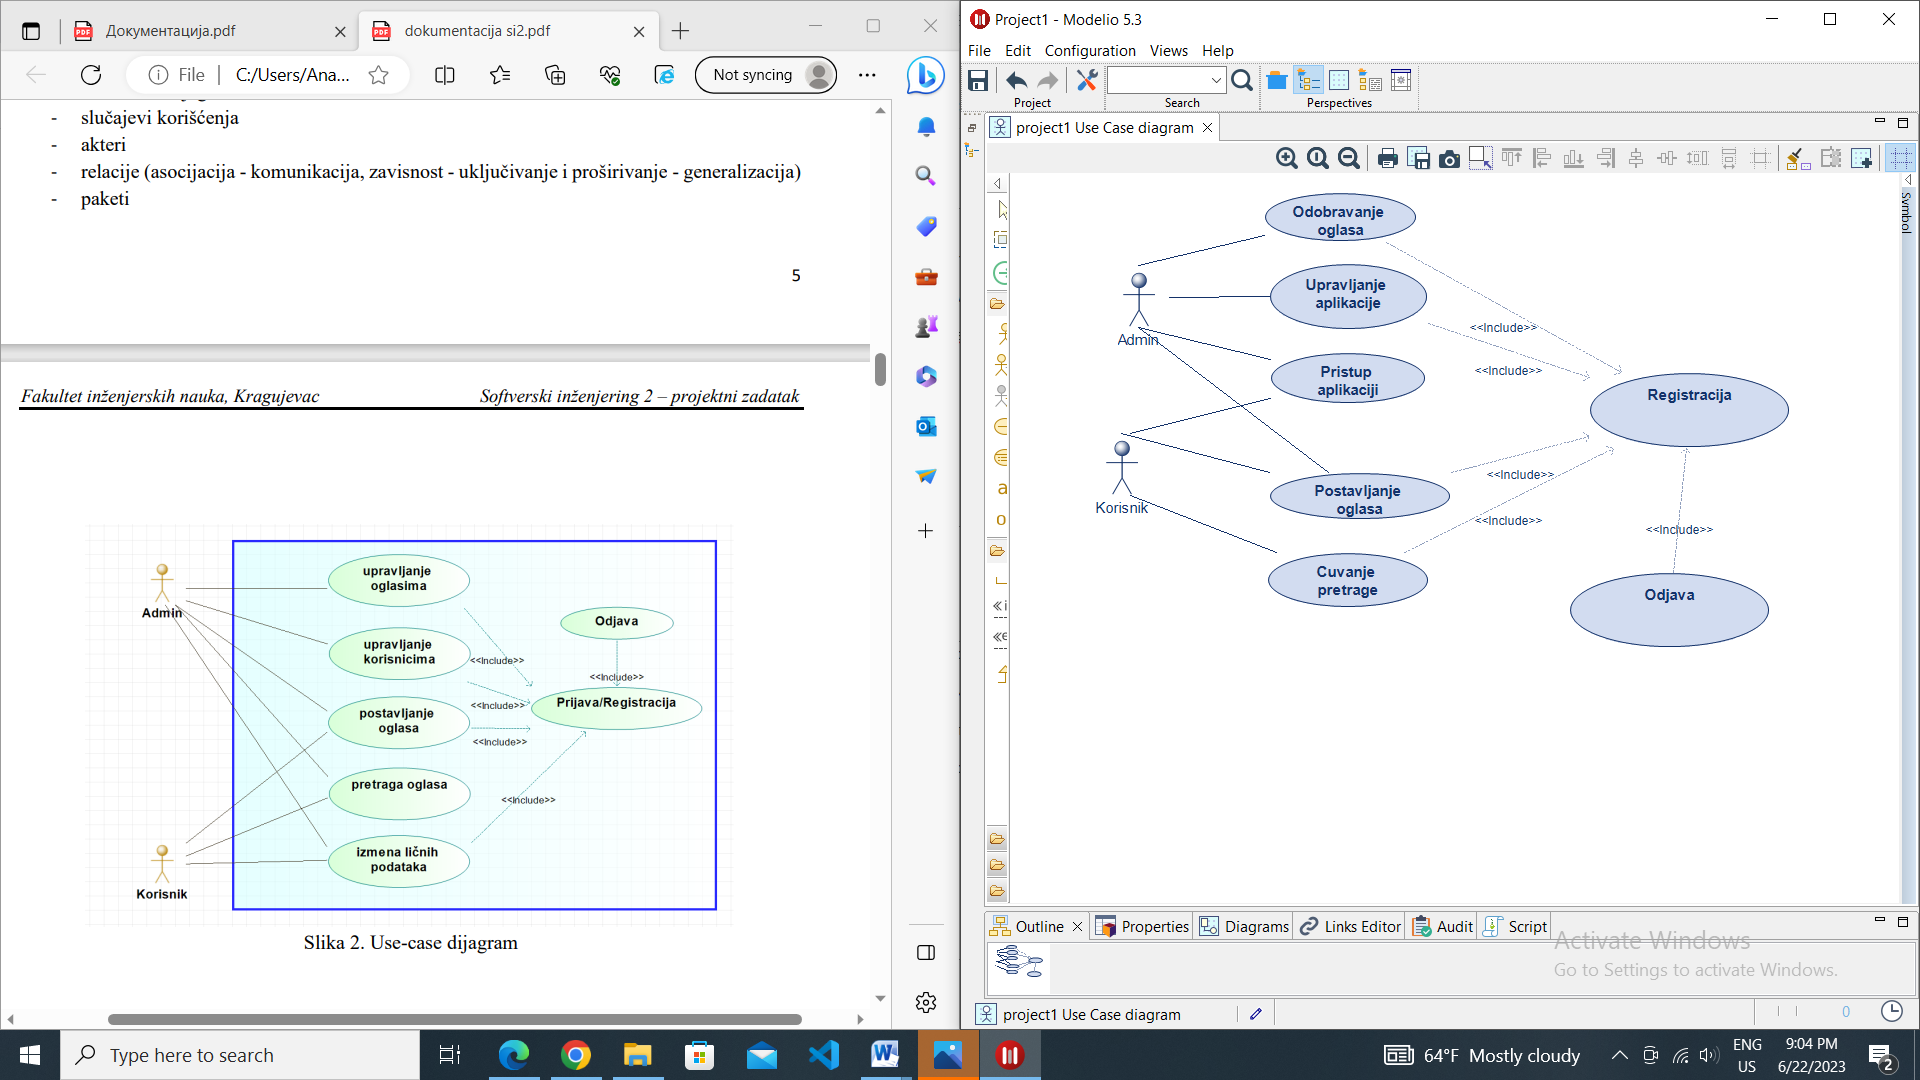 Документација.pdf
dokumentacija si2.pdf
File
C:/Users/Ana...
Not syncing
- slučajevi korišćenja
- akteri
- relacije (asocijacija - komunikacija, zavisnost - uključivanje i proširivanje - generalizacija)
- paketi
5
Fakultet inženjerskih nauka, Kragujevac
Softverski inženjering 2 – projektni zadatak
Admin
Korisnik
upravljanje
oglasima
upravljanje
korisnicima
postavljanje
oglasa
pretraga oglasa
izmena ličnih
podataka
Odjava
Prijava/Registracija
<<Include>>
<<Include>>
<<Include>>
<<Include>>
<<Include>>
Slika 2. Use-case dijagram
Project1 - Modelio 5.3
File Edit Configuration Views Help
Project
Search
Perspectives
project1 Use Case diagram
Symbol
Odobravanje
oglasa
Upravljanje
aplikacije
Pristup
aplikaciji
Postavljanje
oglasa
Cuvanje
pretrage
Admin
Korisnik
Registracija
Odjava
<<Include>>
<<Include>>
<<Include>>
<<Include>>
<<Include>>
a
o
Outline
Properties
Diagrams
Links Editor
Audit
Script
Activate Windows
Go to Settings to activate Windows.
project1 Use Case diagram
0
Type here to search
64°F Mostly cloudy
ENG
US
9:04 PM
6/22/2023
2